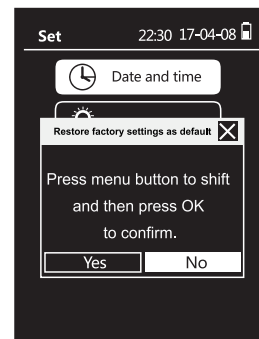 Set 22:30 17-04-08
Date and time
Restore factory settings as default
Press menu button to shift
and then press OK
to confirm.
Yes No